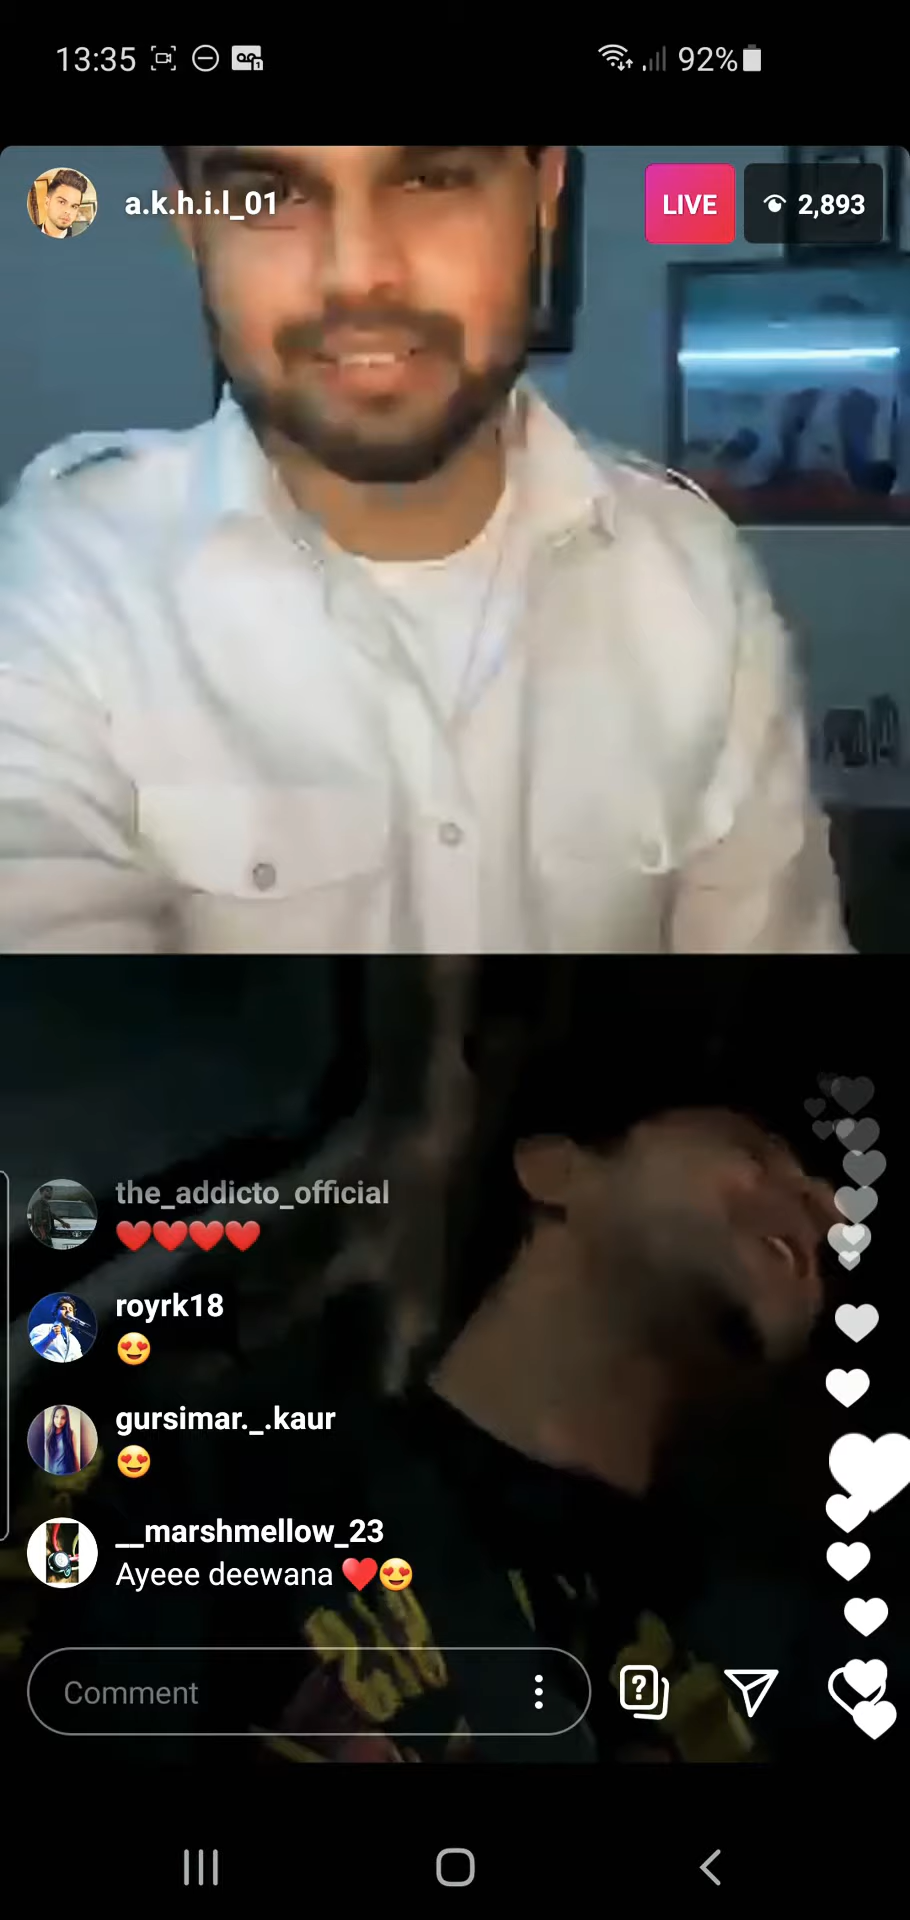 13:35
92%
a.k.h.i.l_01
LIVE
2,893
the_addicto_official
❤️❤️❤️❤️
royrk18
😍
gursimar._.kaur
😍
__marshmellow_23
Ayeee deewana ❤️😍
Comment